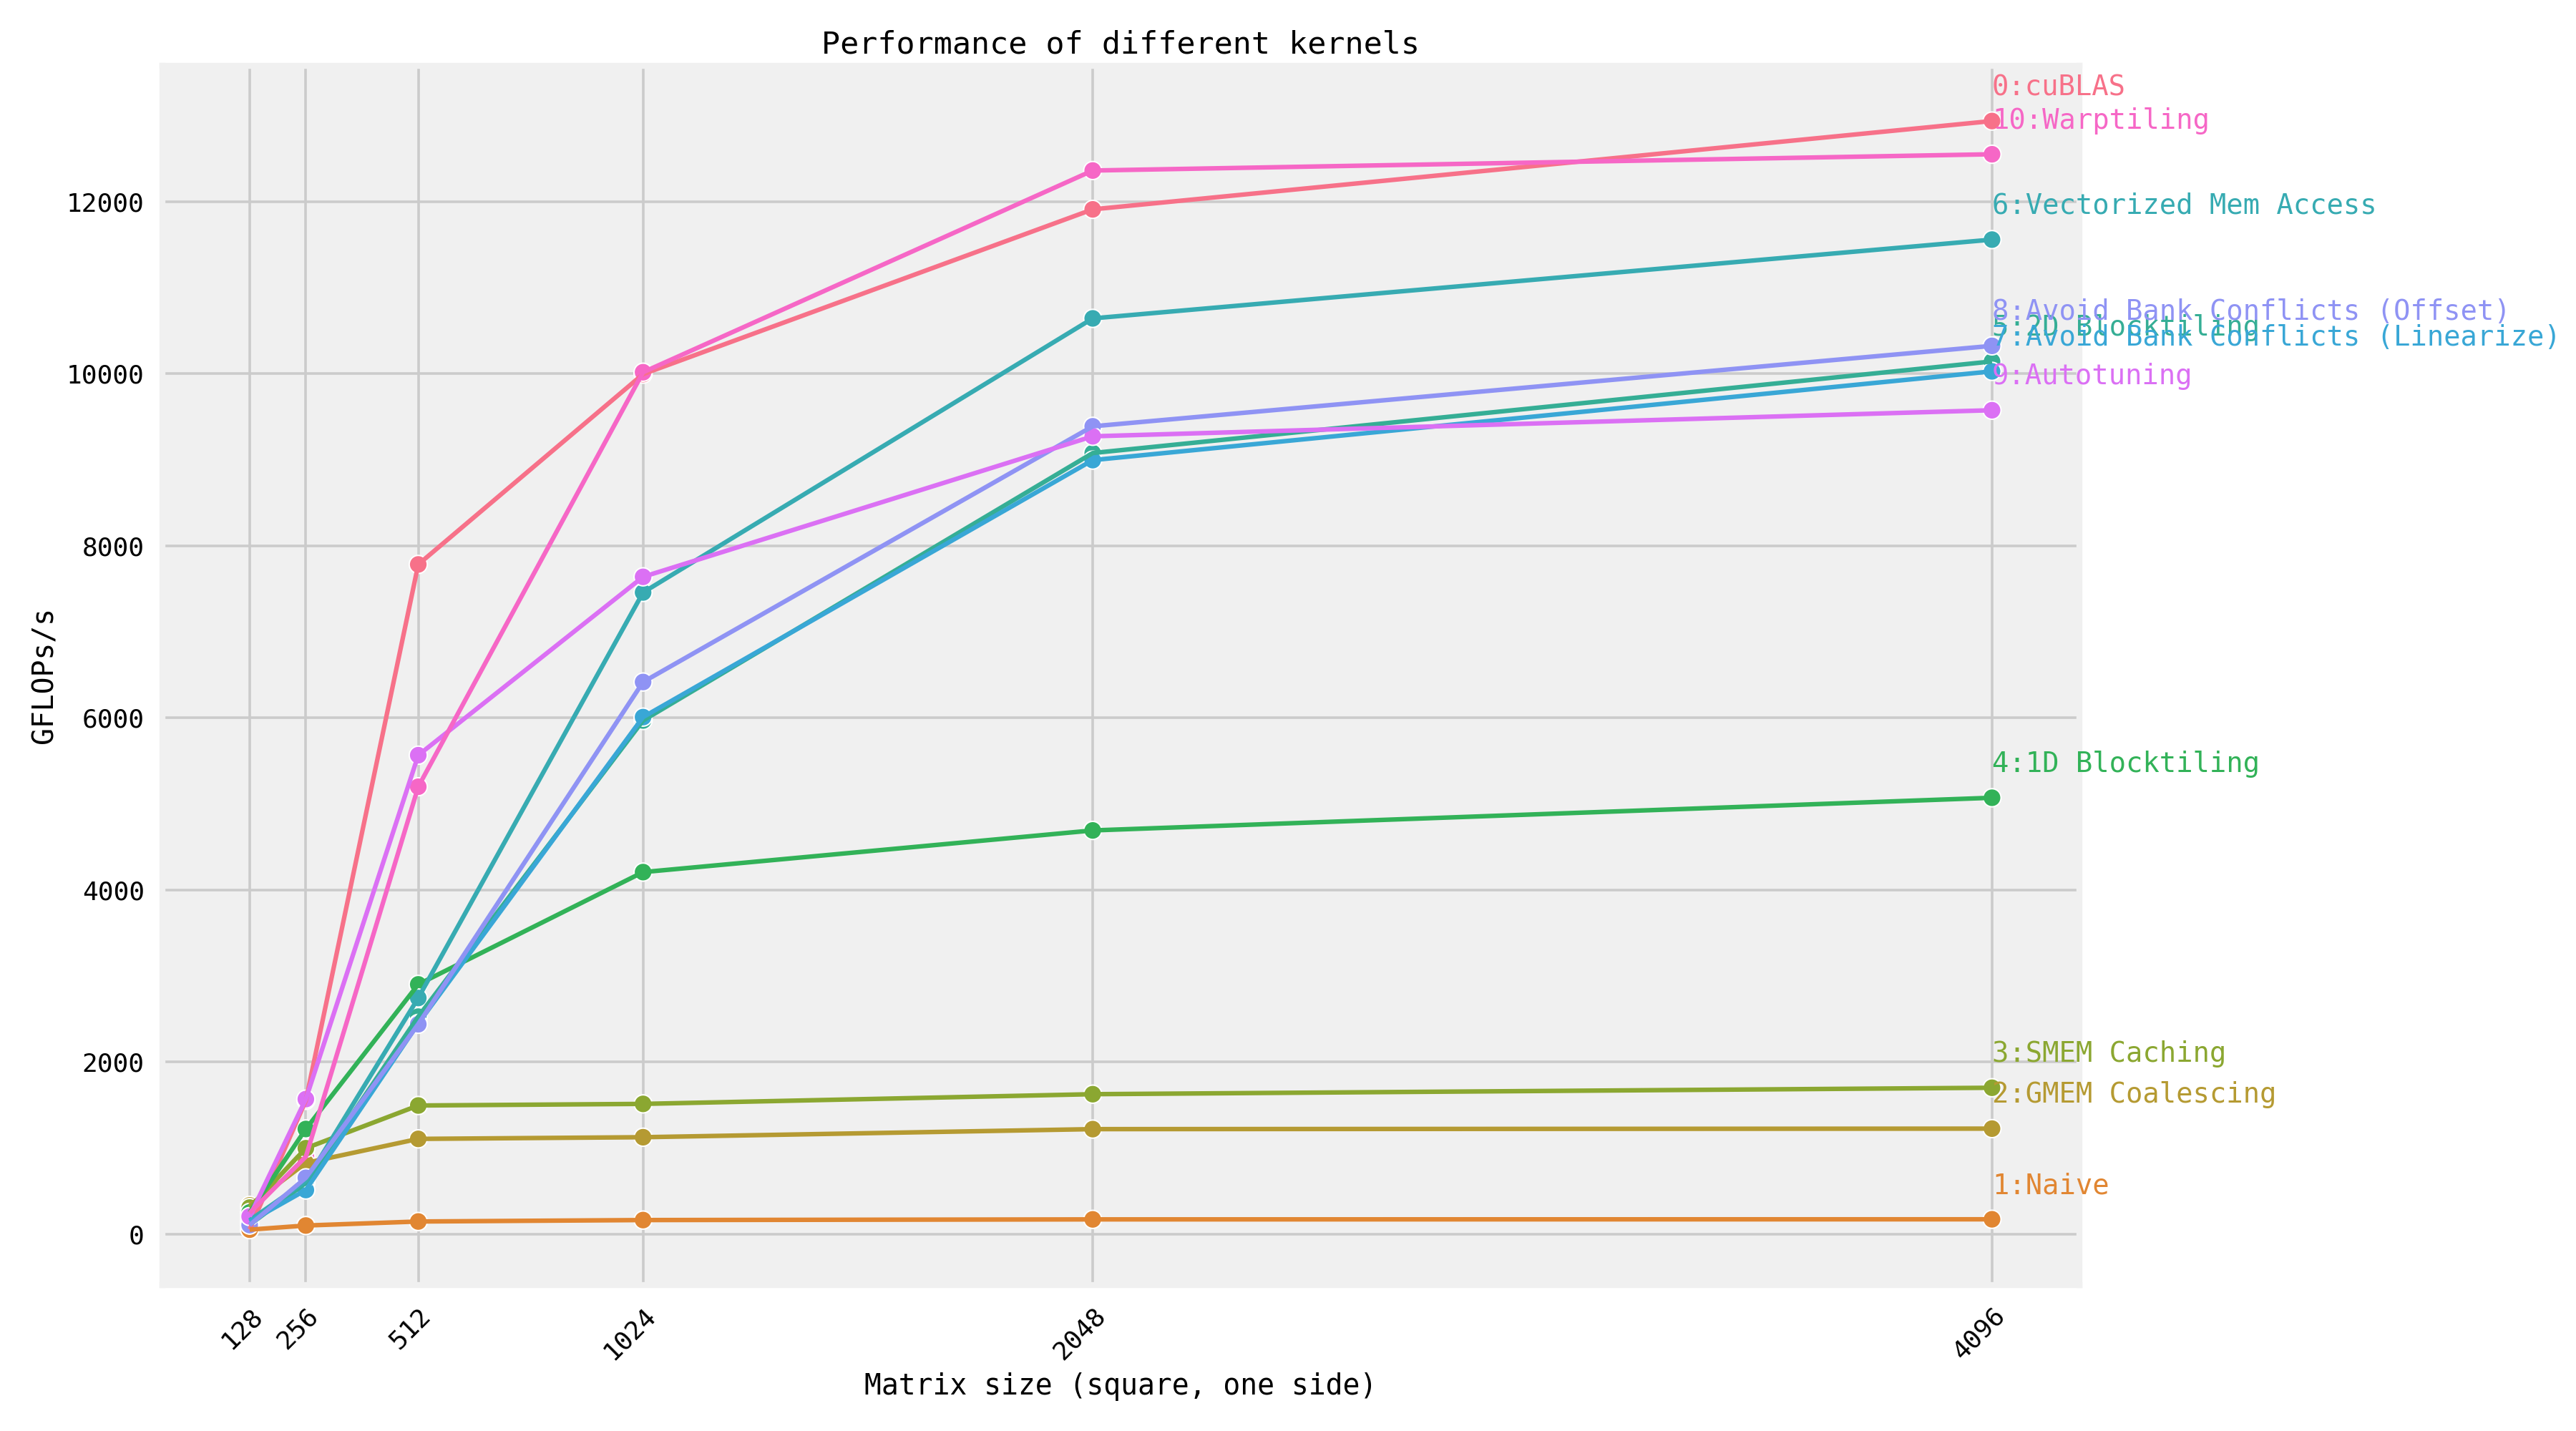 Performance of different kernels
0:cuBLAS
10:Warptiling
6:Vectorized Mem Access
8:Avoid Bank Conflicts (Offset)
5:2D Blocktiling
7:Avoid Bank Conflicts (Linearize)
9:Autotuning
4:1D Blocktiling
3:SMEM Caching
2:GMEM Coalescing
1:Naive
GFLOPs/s
12000
10000
8000
6000
4000
2000
0
128
256
512
1024
2048
4096
Matrix size (square, one side)